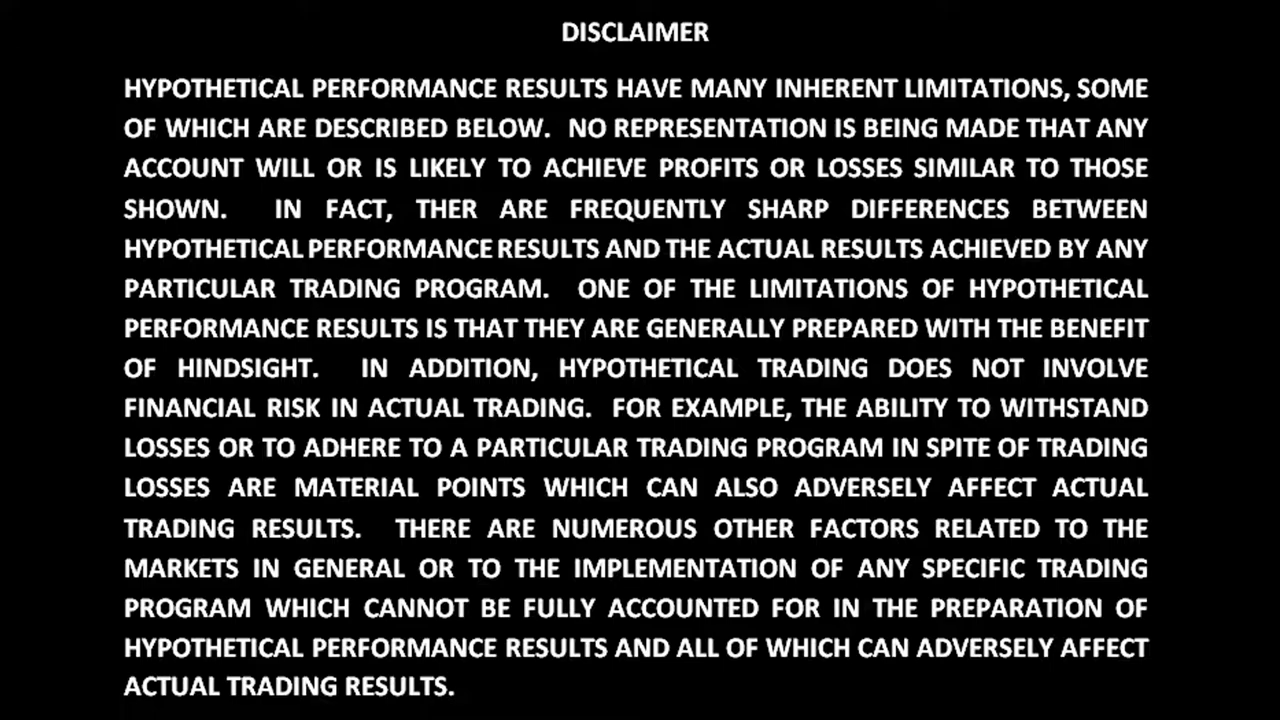 DISCLAIMER
HYPOTHETICAL PERFORMANCE RESULTS HAVE MANY INHERENT LIMITATIONS, SOME
OF WHICH ARE DESCRIBED BELOW. NO REPRESENTATION IS BEING MADE THAT ANY
ACCOUNT WILL OR IS LIKELY TO ACHIEVE PROFITS OR LOSSES SIMILAR TO THOSE
SHOWN. IN FACT, THER ARE FREQUENTLY SHARP DIFFERENCES BETWEEN
HYPOTHETICAL PERFORMANCE RESULTS AND THE ACTUAL RESULTS ACHIEVED BY ANY
PARTICULAR TRADING PROGRAM. ONE OF THE LIMITATIONS OF HYPOTHETICAL
PERFORMANCE RESULTS IS THAT THEY ARE GENERALLY PREPARED WITH THE BENEFIT
OF HINDSIGHT. IN ADDITION, HYPOTHETICAL TRADING DOES NOT INVOLVE
FINANCIAL RISK IN ACTUAL TRADING. FOR EXAMPLE, THE ABILITY TO WITHSTAND
LOSSES OR TO ADHERE TO A PARTICULAR TRADING PROGRAM IN SPITE OF TRADING
LOSSES ARE MATERIAL POINTS WHICH CAN ALSO ADVERSELY AFFECT ACTUAL
TRADING RESULTS. THERE ARE NUMEROUS OTHER FACTORS RELATED TO THE
MARKETS IN GENERAL OR TO THE IMPLEMENTATION OF ANY SPECIFIC TRADING
PROGRAM WHICH CANNOT BE FULLY ACCOUNTED FOR IN THE PREPARATION OF
HYPOTHETICAL PERFORMANCE RESULTS AND ALL OF WHICH CAN ADVERSELY AFFECT
ACTUAL TRADING RESULTS.